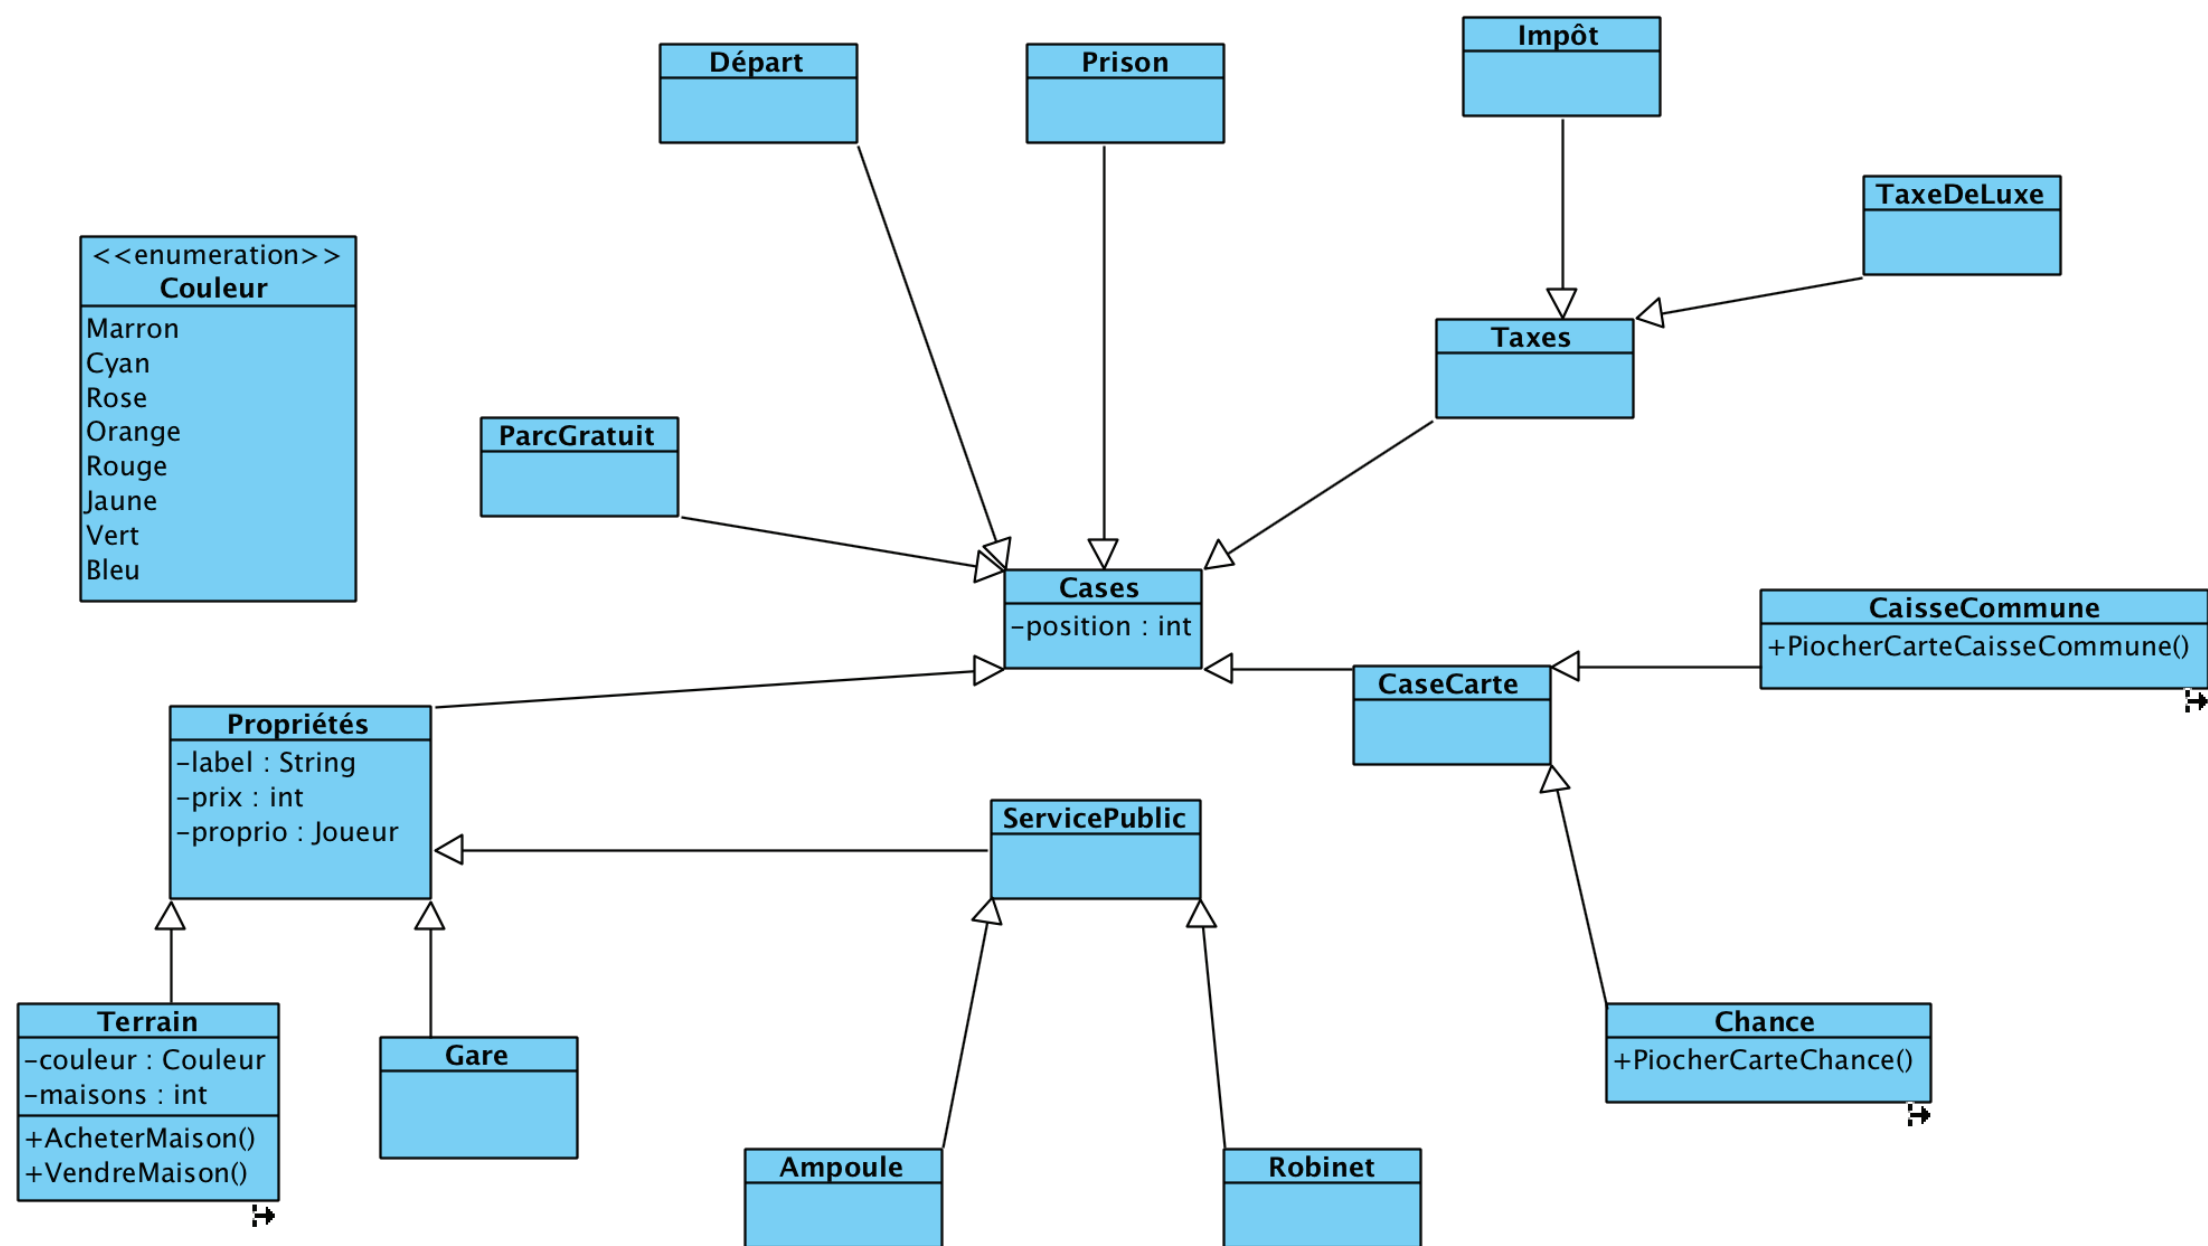 Impôt
Départ
Prison
TaxeDeLuxe
<<enumeration>>
Couleur
Marron
Cyan
Rose
Orange
Rouge
Jaune
Vert
Bleu
Taxes
ParcGratuit
Cases
-position : int
CaisseCommune
+PiocherCarteCaisseCommune()
CaseCarte
Propriétés
-label : String
-prix : int
-proprio : Joueur
ServicePublic
Terrain
-couleur : Couleur
-maisons : int
+AcheterMaison()
+VendreMaison()
Gare
Chance
+PiocherCarteChance()
Ampoule
Robinet